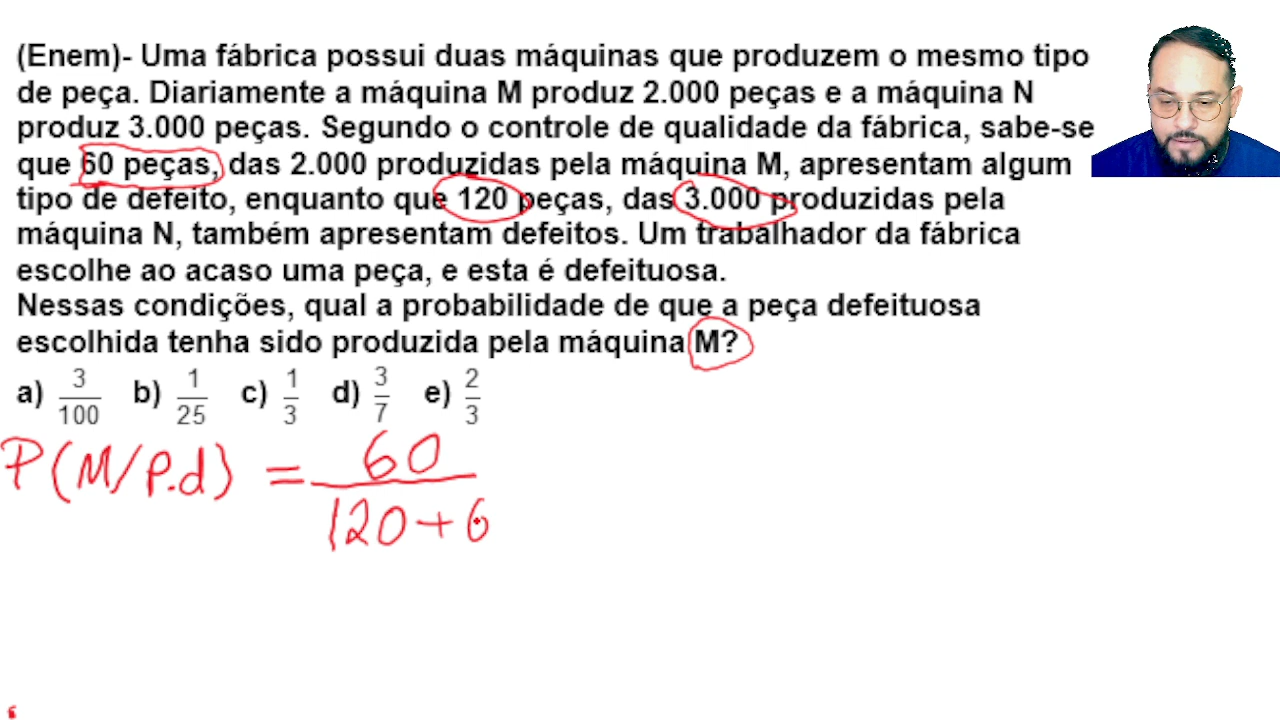 (Enem)- Uma fábrica possui duas máquinas que produzem o mesmo tipo
de peça. Diariamente a máquina M produz 2.000 peças e a máquina N
produz 3.000 peças. Segundo o controle de qualidade da fábrica, sabe-se
que 60 peças, das 2.000 produzidas pela máquina M, apresentam algum
tipo de defeito, enquanto que 120 peças, das 3.000 produzidas pela
máquina N, também apresentam defeitos. Um trabalhador da fábrica
escolhe ao acaso uma peça, e esta é defeituosa.
Nessas condições, qual a probabilidade de que a peça defeituosa
escolhida tenha sido produzida pela máquina M?
a) 3/100 b) 1/25 c) 1/3 d) 3/7 e) 2/3
P(M/P.d) = 60
120+6